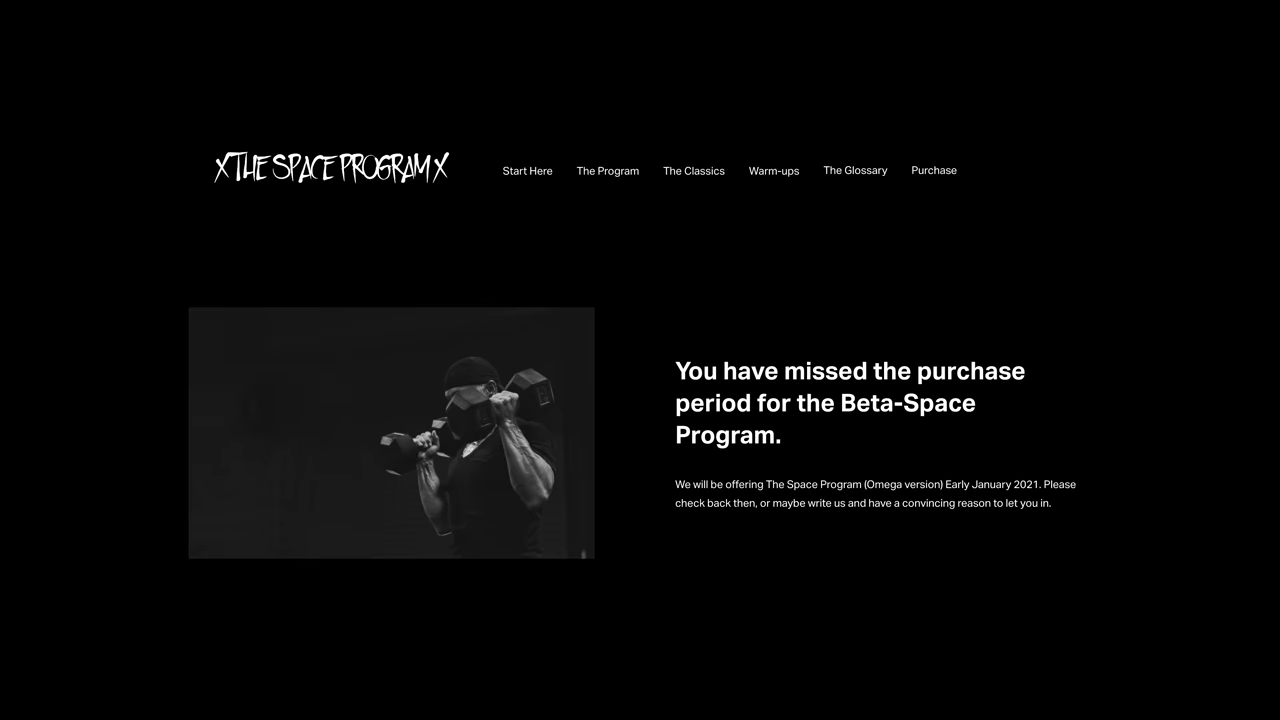 X THE SPACE PROGRAM X
Start Here
The Program
The Classics
Warm-ups
The Glossary
Purchase
You have missed the purchase
period for the Beta-Space
Program.
We will be offering The Space Program (Omega version) Early January 2021. Please
check back then, or maybe write us and have a convincing reason to let you in.